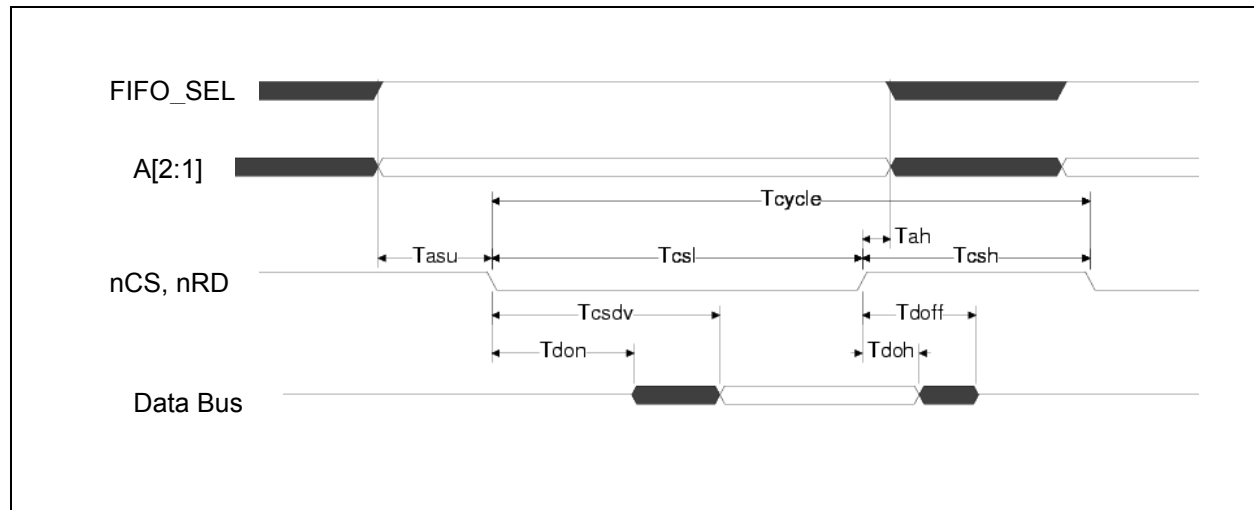 FIFO_SEL
A[2:1]
Tcycle
Tah
Tasu
Tcsl
Tcsh
nCS, nRD
Tcsdv
Tdoff
Tdon
Tdoh
Data Bus